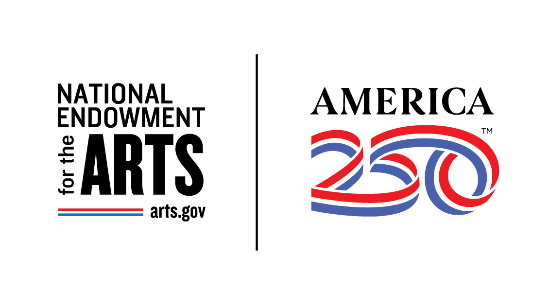 NATIONAL
ENDOWMENT
for the
ARTS
arts.gov
AMERICA
250™